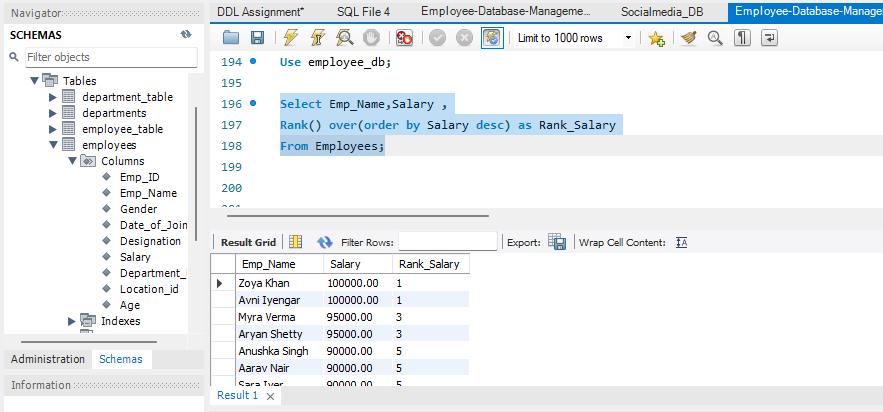 Navigator
SCHEMAS
Filter objects
Tables
department_table
departments
employee_table
employees
Columns
Emp_ID
Emp_Name
Gender
Date_of_Join
Designation
Salary
Department_
Location_id
Age
Indexes
Administration Schemas
Information
DDL Assignment* SQL File 4 Employee-Database-Manageme... Socialmedia_DB Employee-Database-Manage
Limit to 1000 rows
194 Use employee_db;
195
196 Select Emp_Name,Salary ,
197 Rank() over(order by Salary desc) as Rank_Salary
198 From Employees;
199
200
Result Grid Filter Rows: Export: Wrap Cell Content:
Emp_Name Salary Rank_Salary
Zoya Khan 100000.00 1
Avni Iyengar 100000.00 1
Myra Verma 95000.00 3
Aryan Shetty 95000.00 3
Anushka Singh 90000.00 5
Aarav Nair 90000.00 5
Sara Iyer 90000.00 5
Result 1